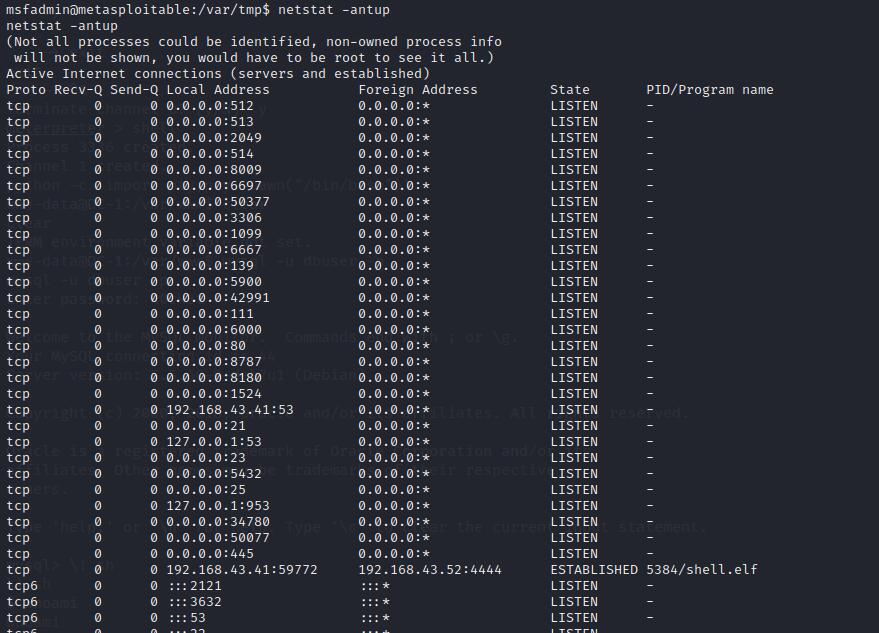 msfadmin@metasploitable:/var/tmp$ netstat -antup
netstat -antup
(Not all processes could be identified, non-owned process info
 will not be shown, you would have to be root to see it all.)
Active Internet connections (servers and established)
Proto Recv-Q Send-Q Local Address           Foreign Address         State       PID/Program name
tcp        0      0 0.0.0.0:512             0.0.0.0:*               LISTEN      -
tcp        0      0 0.0.0.0:513             0.0.0.0:*               LISTEN      -
tcp        0      0 0.0.0.0:2049            0.0.0.0:*               LISTEN      -
tcp        0      0 0.0.0.0:514             0.0.0.0:*               LISTEN      -
tcp        0      0 0.0.0.0:8009            0.0.0.0:*               LISTEN      -
tcp        0      0 0.0.0.0:6697            0.0.0.0:*               LISTEN      -
tcp        0      0 0.0.0.0:50377           0.0.0.0:*               LISTEN      -
tcp        0      0 0.0.0.0:3306            0.0.0.0:*               LISTEN      -
tcp        0      0 0.0.0.0:1099            0.0.0.0:*               LISTEN      -
tcp        0      0 0.0.0.0:6667            0.0.0.0:*               LISTEN      -
tcp        0      0 0.0.0.0:139             0.0.0.0:*               LISTEN      -
tcp        0      0 0.0.0.0:5900            0.0.0.0:*               LISTEN      -
tcp        0      0 0.0.0.0:42991           0.0.0.0:*               LISTEN      -
tcp        0      0 0.0.0.0:111             0.0.0.0:*               LISTEN      -
tcp        0      0 0.0.0.0:6000            0.0.0.0:*               LISTEN      -
tcp        0      0 0.0.0.0:80              0.0.0.0:*               LISTEN      -
tcp        0      0 0.0.0.0:8787            0.0.0.0:*               LISTEN      -
tcp        0      0 0.0.0.0:8180            0.0.0.0:*               LISTEN      -
tcp        0      0 0.0.0.0:1524            0.0.0.0:*               LISTEN      -
tcp        0      0 192.168.43.41:53        0.0.0.0:*               LISTEN      -
tcp        0      0 0.0.0.0:21              0.0.0.0:*               LISTEN      -
tcp        0      0 127.0.0.1:53            0.0.0.0:*               LISTEN      -
tcp        0      0 0.0.0.0:23              0.0.0.0:*               LISTEN      -
tcp        0      0 0.0.0.0:5432            0.0.0.0:*               LISTEN      -
tcp        0      0 0.0.0.0:25              0.0.0.0:*               LISTEN      -
tcp        0      0 127.0.0.1:953           0.0.0.0:*               LISTEN      -
tcp        0      0 0.0.0.0:34780           0.0.0.0:*               LISTEN      -
tcp        0      0 0.0.0.0:50077           0.0.0.0:*               LISTEN      -
tcp        0      0 0.0.0.0:445             0.0.0.0:*               LISTEN      -
tcp        0      0 192.168.43.41:59772     192.168.43.52:4444      ESTABLISHED 5384/shell.elf
tcp6       0      0 :::2121                 :::*                    LISTEN      -
tcp6       0      0 :::3632                 :::*                    LISTEN      -
tcp6       0      0 :::53                   :::*                    LISTEN      -